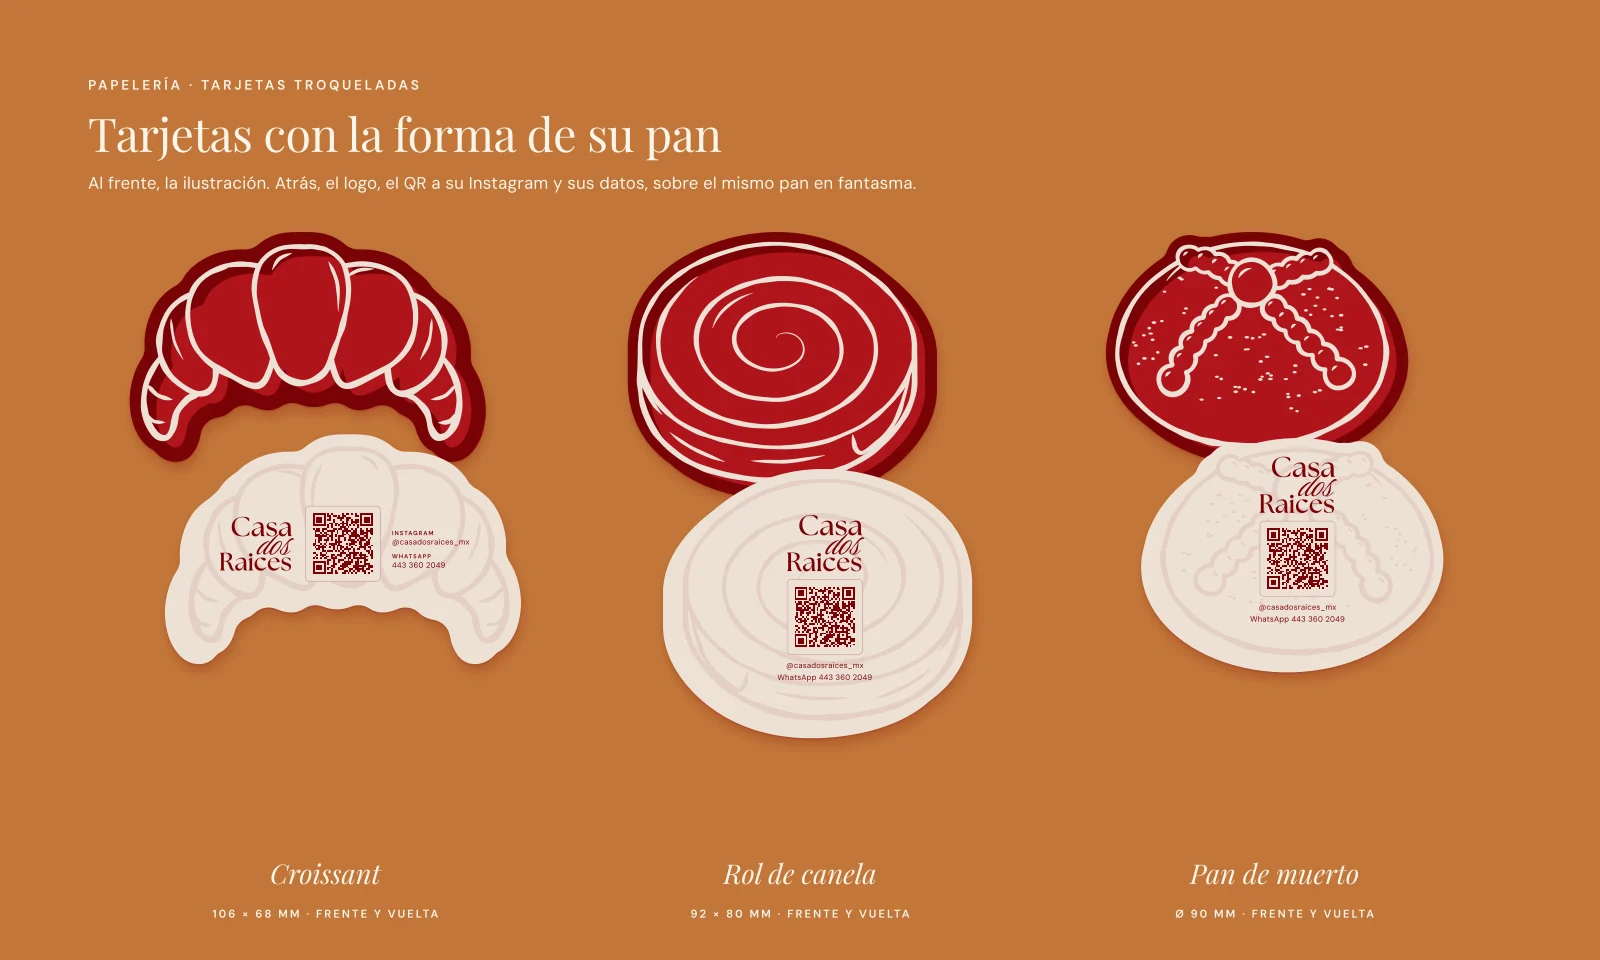 PAPELERÍA · TARJETAS TROQUELADAS
Tarjetas con la forma de su pan
Al frente, la ilustración. Atrás, el logo, el QR a su Instagram y sus datos, sobre el mismo pan en fantasma.
Casa
dos
Raices
INSTAGRAM
@casadosraices_mx
WHATSAPP
443 360 2049
Casa
dos
Raices
@casadosraices_mx
WhatsApp 443 360 2049
Casa
dos
Raices
@casadosraices_mx
WhatsApp 443 360 2049
Croissant
106 × 68 MM · FRENTE Y VUELTA
Rol de canela
92 × 80 MM · FRENTE Y VUELTA
Pan de muerto
Ø 90 MM · FRENTE Y VUELTA